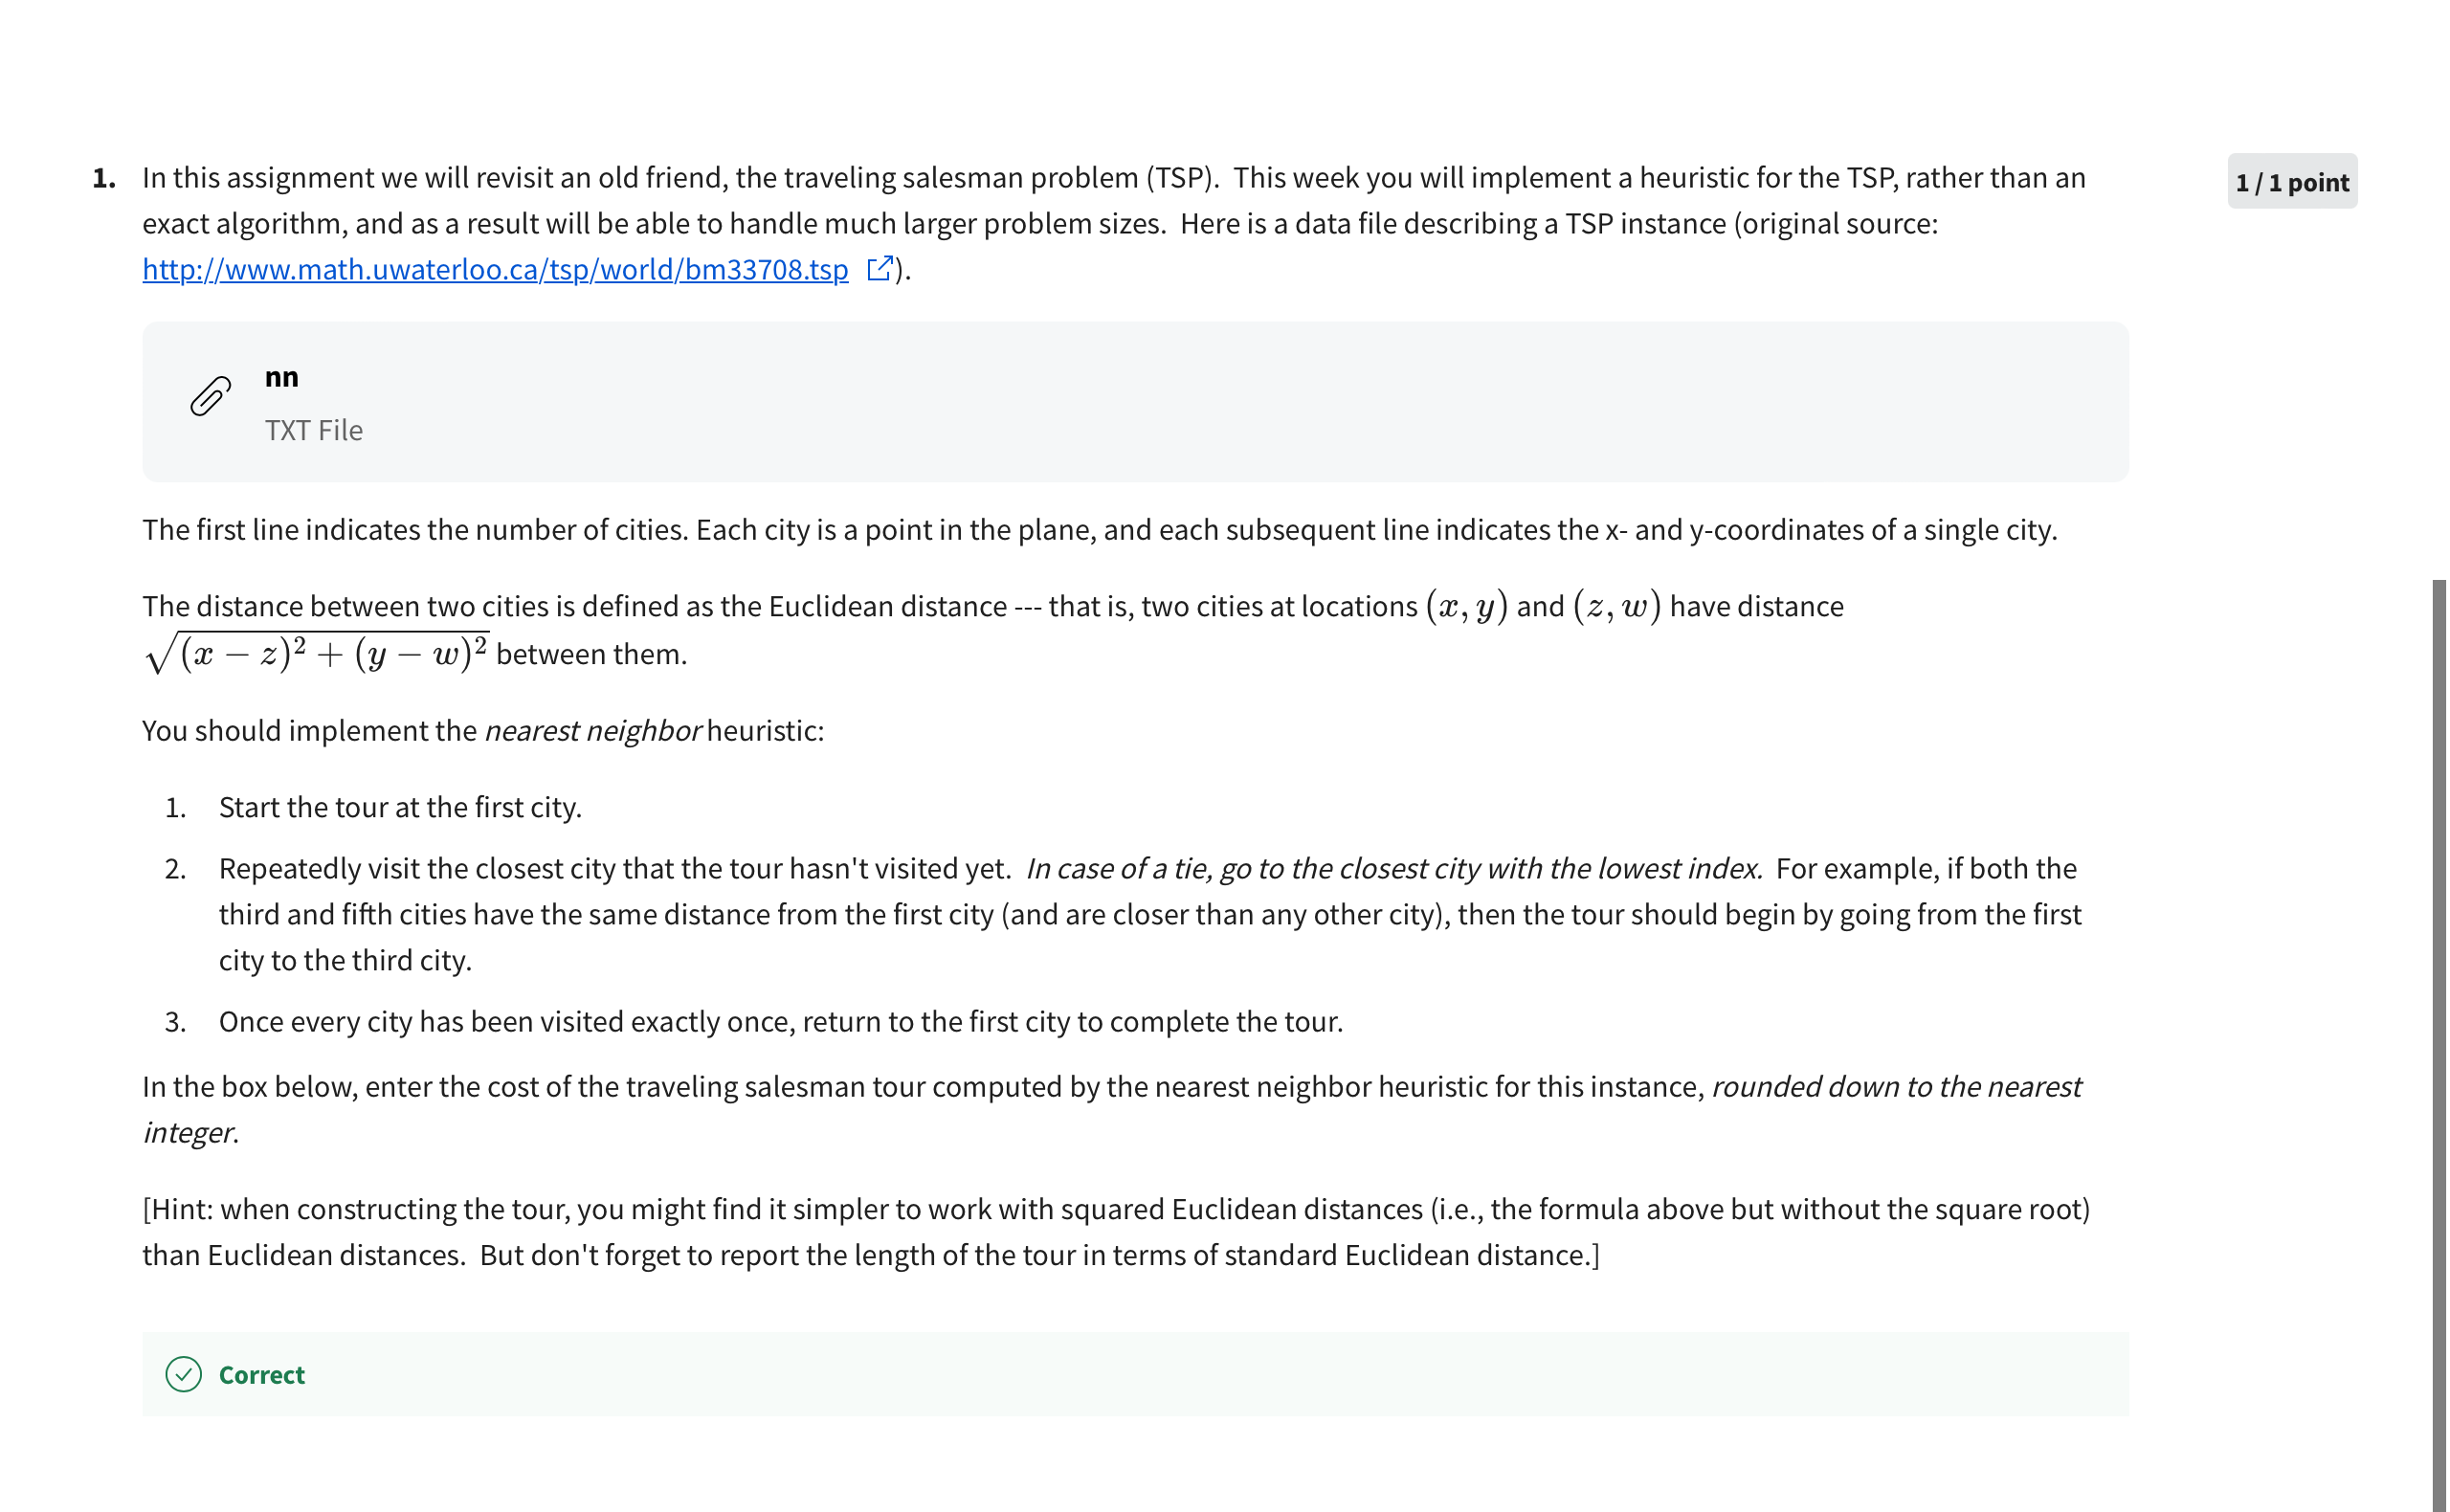 1. In this assignment we will revisit an old friend, the traveling salesman problem (TSP).  This week you will implement a heuristic for the TSP, rather than an
1 / 1 point
exact algorithm, and as a result will be able to handle much larger problem sizes.  Here is a data file describing a TSP instance (original source:
http://www.math.uwaterloo.ca/tsp/world/bm33708.tsp ).
nn
TXT File
The first line indicates the number of cities. Each city is a point in the plane, and each subsequent line indicates the x- and y-coordinates of a single city.
The distance between two cities is defined as the Euclidean distance --- that is, two cities at locations (x, y) and (z, w) have distance
√(x − z)² + (y − w)² between them.
You should implement the nearest neighbor heuristic:
1. Start the tour at the first city.
2. Repeatedly visit the closest city that the tour hasn't visited yet.  In case of a tie, go to the closest city with the lowest index.  For example, if both the
third and fifth cities have the same distance from the first city (and are closer than any other city), then the tour should begin by going from the first
city to the third city.
3. Once every city has been visited exactly once, return to the first city to complete the tour.
In the box below, enter the cost of the traveling salesman tour computed by the nearest neighbor heuristic for this instance, rounded down to the nearest
integer.
[Hint: when constructing the tour, you might find it simpler to work with squared Euclidean distances (i.e., the formula above but without the square root)
than Euclidean distances.  But don't forget to report the length of the tour in terms of standard Euclidean distance.]
Correct